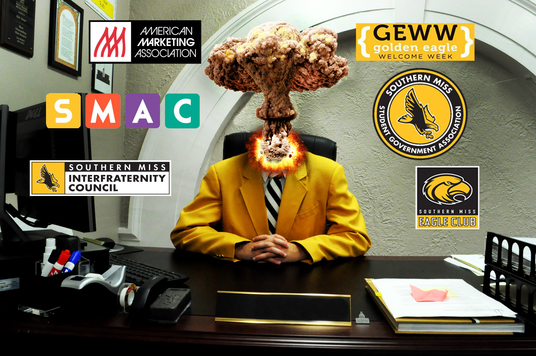 AMERICAN
MARKETING
ASSOCIATION
GEWW
golden eagle
WELCOME WEEK
SMAC
SOUTHERN MISS
STUDENT GOVERNMENT ASSOCIATION
SOUTHERN MISS
INTERFRATERNITY
COUNCIL
SOUTHERN MISS
EAGLE CLUB